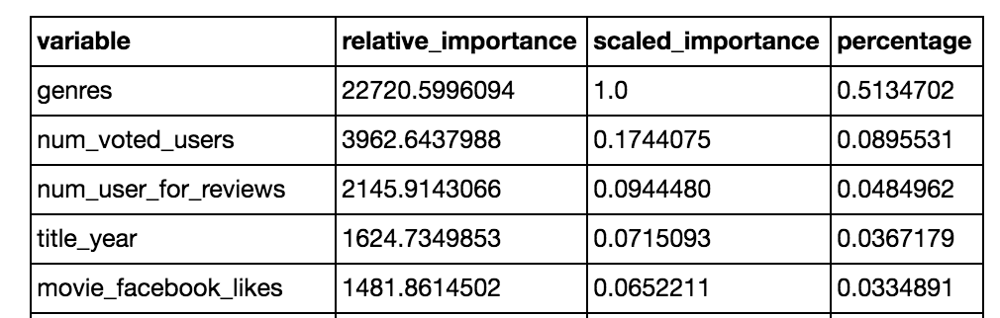 variable relative_importance scaled_importance percentage
genres 22720.5996094 1.0 0.5134702
num_voted_users 3962.6437988 0.1744075 0.0895531
num_user_for_reviews 2145.9143066 0.0944480 0.0484962
title_year 1624.7349853 0.0715093 0.0367179
movie_facebook_likes 1481.8614502 0.0652211 0.0334891